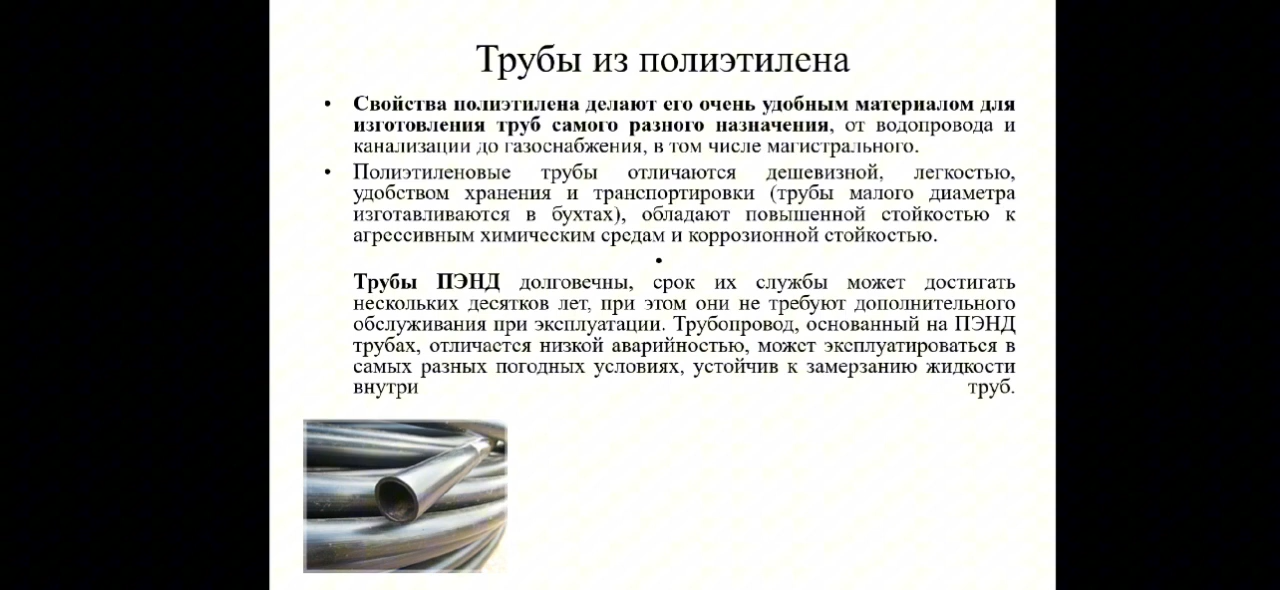 Трубы из полиэтилена
• Свойства полиэтилена делают его очень удобным материалом для
изготовления труб самого разного назначения, от водопровода и
канализации до газоснабжения, в том числе магистрального.
• Полиэтиленовые трубы отличаются дешевизной, легкостью,
удобством хранения и транспортировки (трубы малого диаметра
изготавливаются в бухтах), обладают повышенной стойкостью к
агрессивным химическим средам и коррозионной стойкостью.
•
Трубы ПЭНД долговечны, срок их службы может достигать
нескольких десятков лет, при этом они не требуют дополнительного
обслуживания при эксплуатации. Трубопровод, основанный на ПЭНД
трубах, отличается низкой аварийностью, может эксплуатироваться в
самых разных погодных условиях, устойчив к замерзанию жидкости
внутри труб.